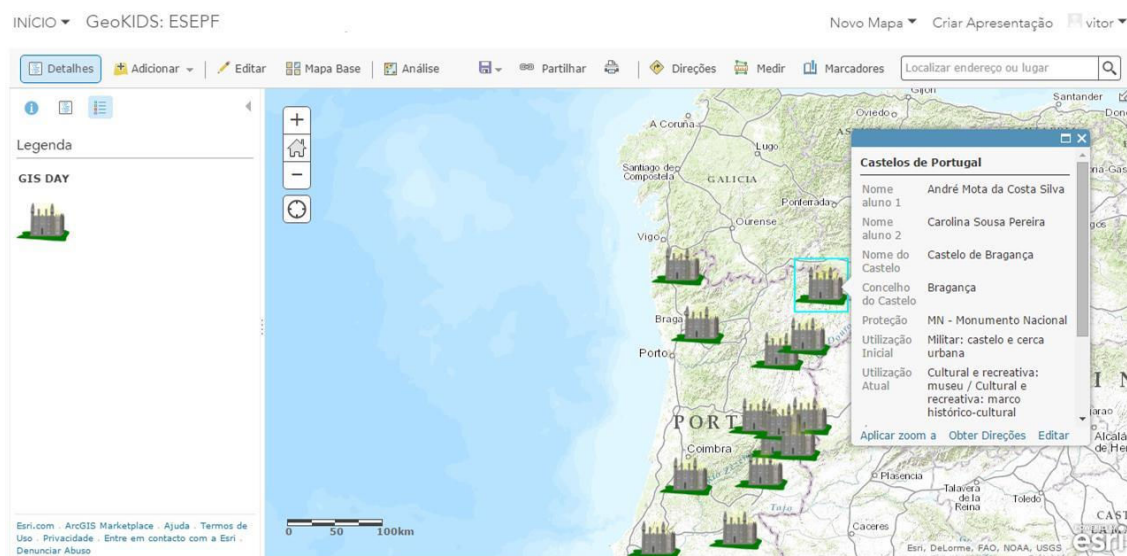 INÍCIO GeoKIDS: ESEPF
Novo Mapa Criar Apresentação vitor
Detalhes Adicionar Editar Mapa Base Análise Partilhar Direções Medir Marcadores Localizar endereço ou lugar
Legenda
GIS DAY
Gijon
Santander
Oviedo
A Coruña
Lugo
Santiago de
Compostela
GALICIA
Ponferrada
Ourense
Vigo
Braga
Porto
PORT
Coimbra
Plasencia
Talavera
de la
Reina
Toledo
Caceres
Tajo
Castelos de Portugal
Nome
aluno 1
André Mota da Costa Silva
Nome
aluno 2
Carolina Sousa Pereira
Nome do
Castelo
Castelo de Bragança
Concelho
do Castelo
Bragança
Proteção
MN - Monumento Nacional
Utilização
Inicial
Militar: castelo e cerca
urbana
Utilização
Atual
Cultural e recreativa:
museu / Cultural e
recreativa: marco
histórico-cultural
Aplicar zoom a Obter Direções Editar
0 50 100km
Esri.com . ArcGIS Marketplace . Ajuda . Termos de
Uso . Privacidade . Entre em contacto com a Esri .
Denunciar Abuso
Esri, DeLorme, FAO, NOAA, USGS
esri